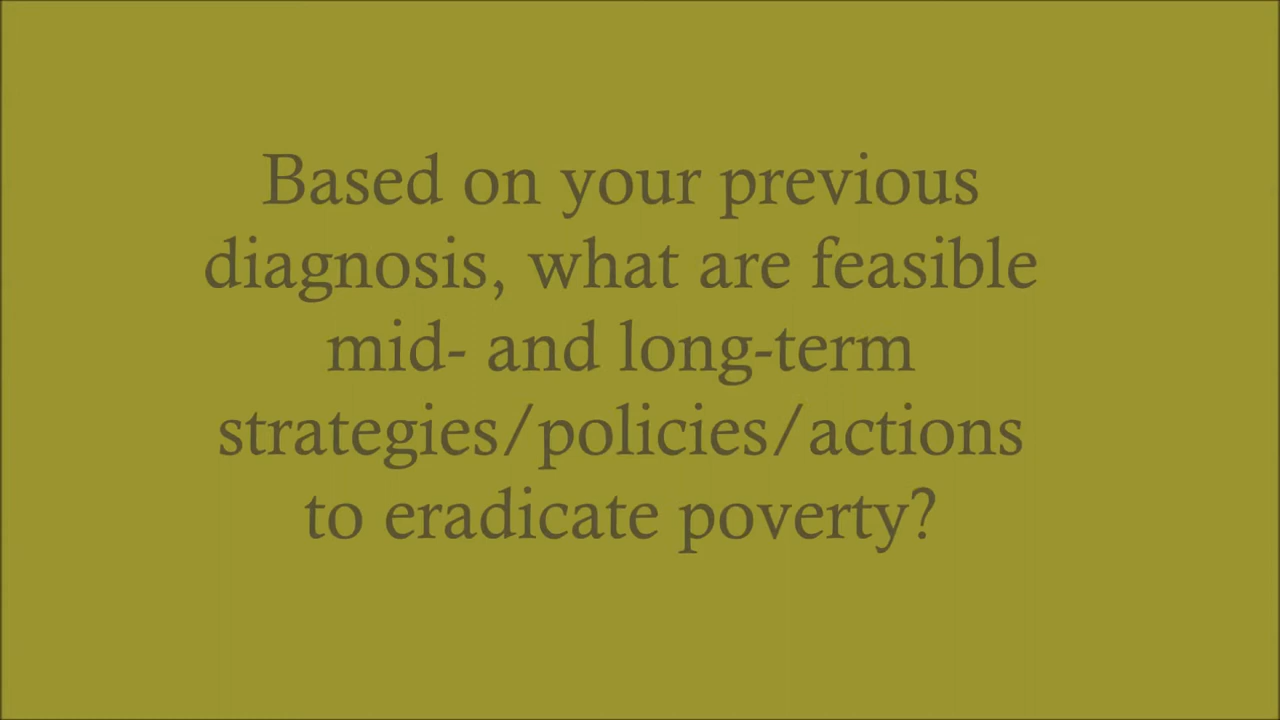 Based on your previous
diagnosis, what are feasible
mid- and long-term
strategies/policies/actions
to eradicate poverty?